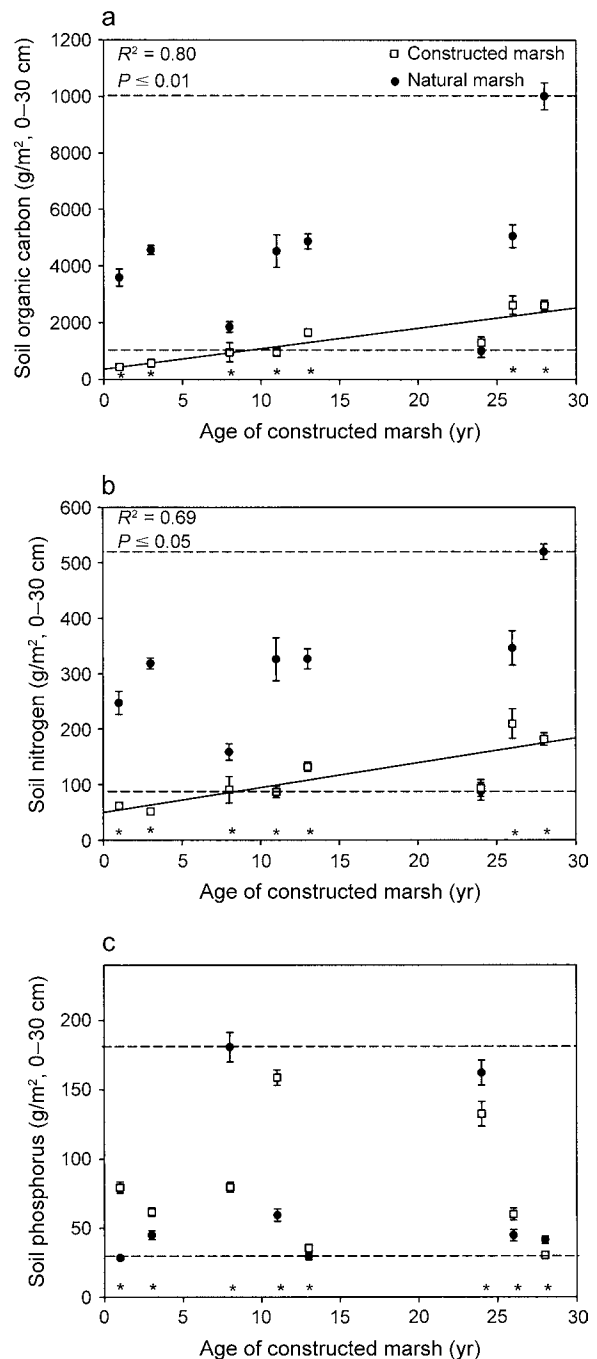 a
R² = 0.80
P ≤ 0.01
□ Constructed marsh
● Natural marsh
Soil organic carbon (g/m², 0–30 cm)
1200
1000
8000
6000
4000
2000
0
* * * * * * *
0 5 10 15 20 25 30
Age of constructed marsh (yr)
b
R² = 0.69
P ≤ 0.05
Soil nitrogen (g/m², 0–30 cm)
600
500
400
300
200
100
0
* * * * * * *
0 5 10 15 20 25 30
Age of constructed marsh (yr)
c
Soil phosphorus (g/m², 0–30 cm)
200
150
100
50
0
* * * * * * * *
0 5 10 15 20 25 30
Age of constructed marsh (yr)